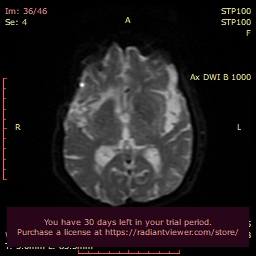 Im: 36/46
Se: 4
A
STP100
STP100
F
Ax DWI B 1000
R
L
You have 30 days left in your trial period.
Purchase a license at https://radiantviewer.com/store/